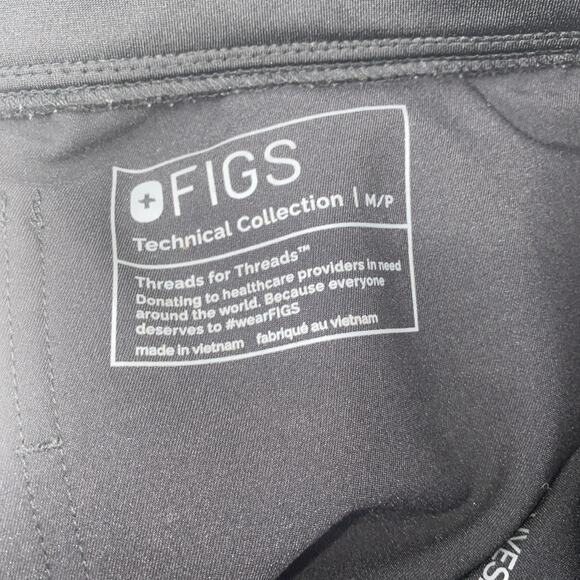 FIGS
Technical Collection | M/P
Threads for Threads™
Donating to healthcare providers in need
around the world. Because everyone
deserves to #wearFIGS
made in vietnam fabriqué au vietnam